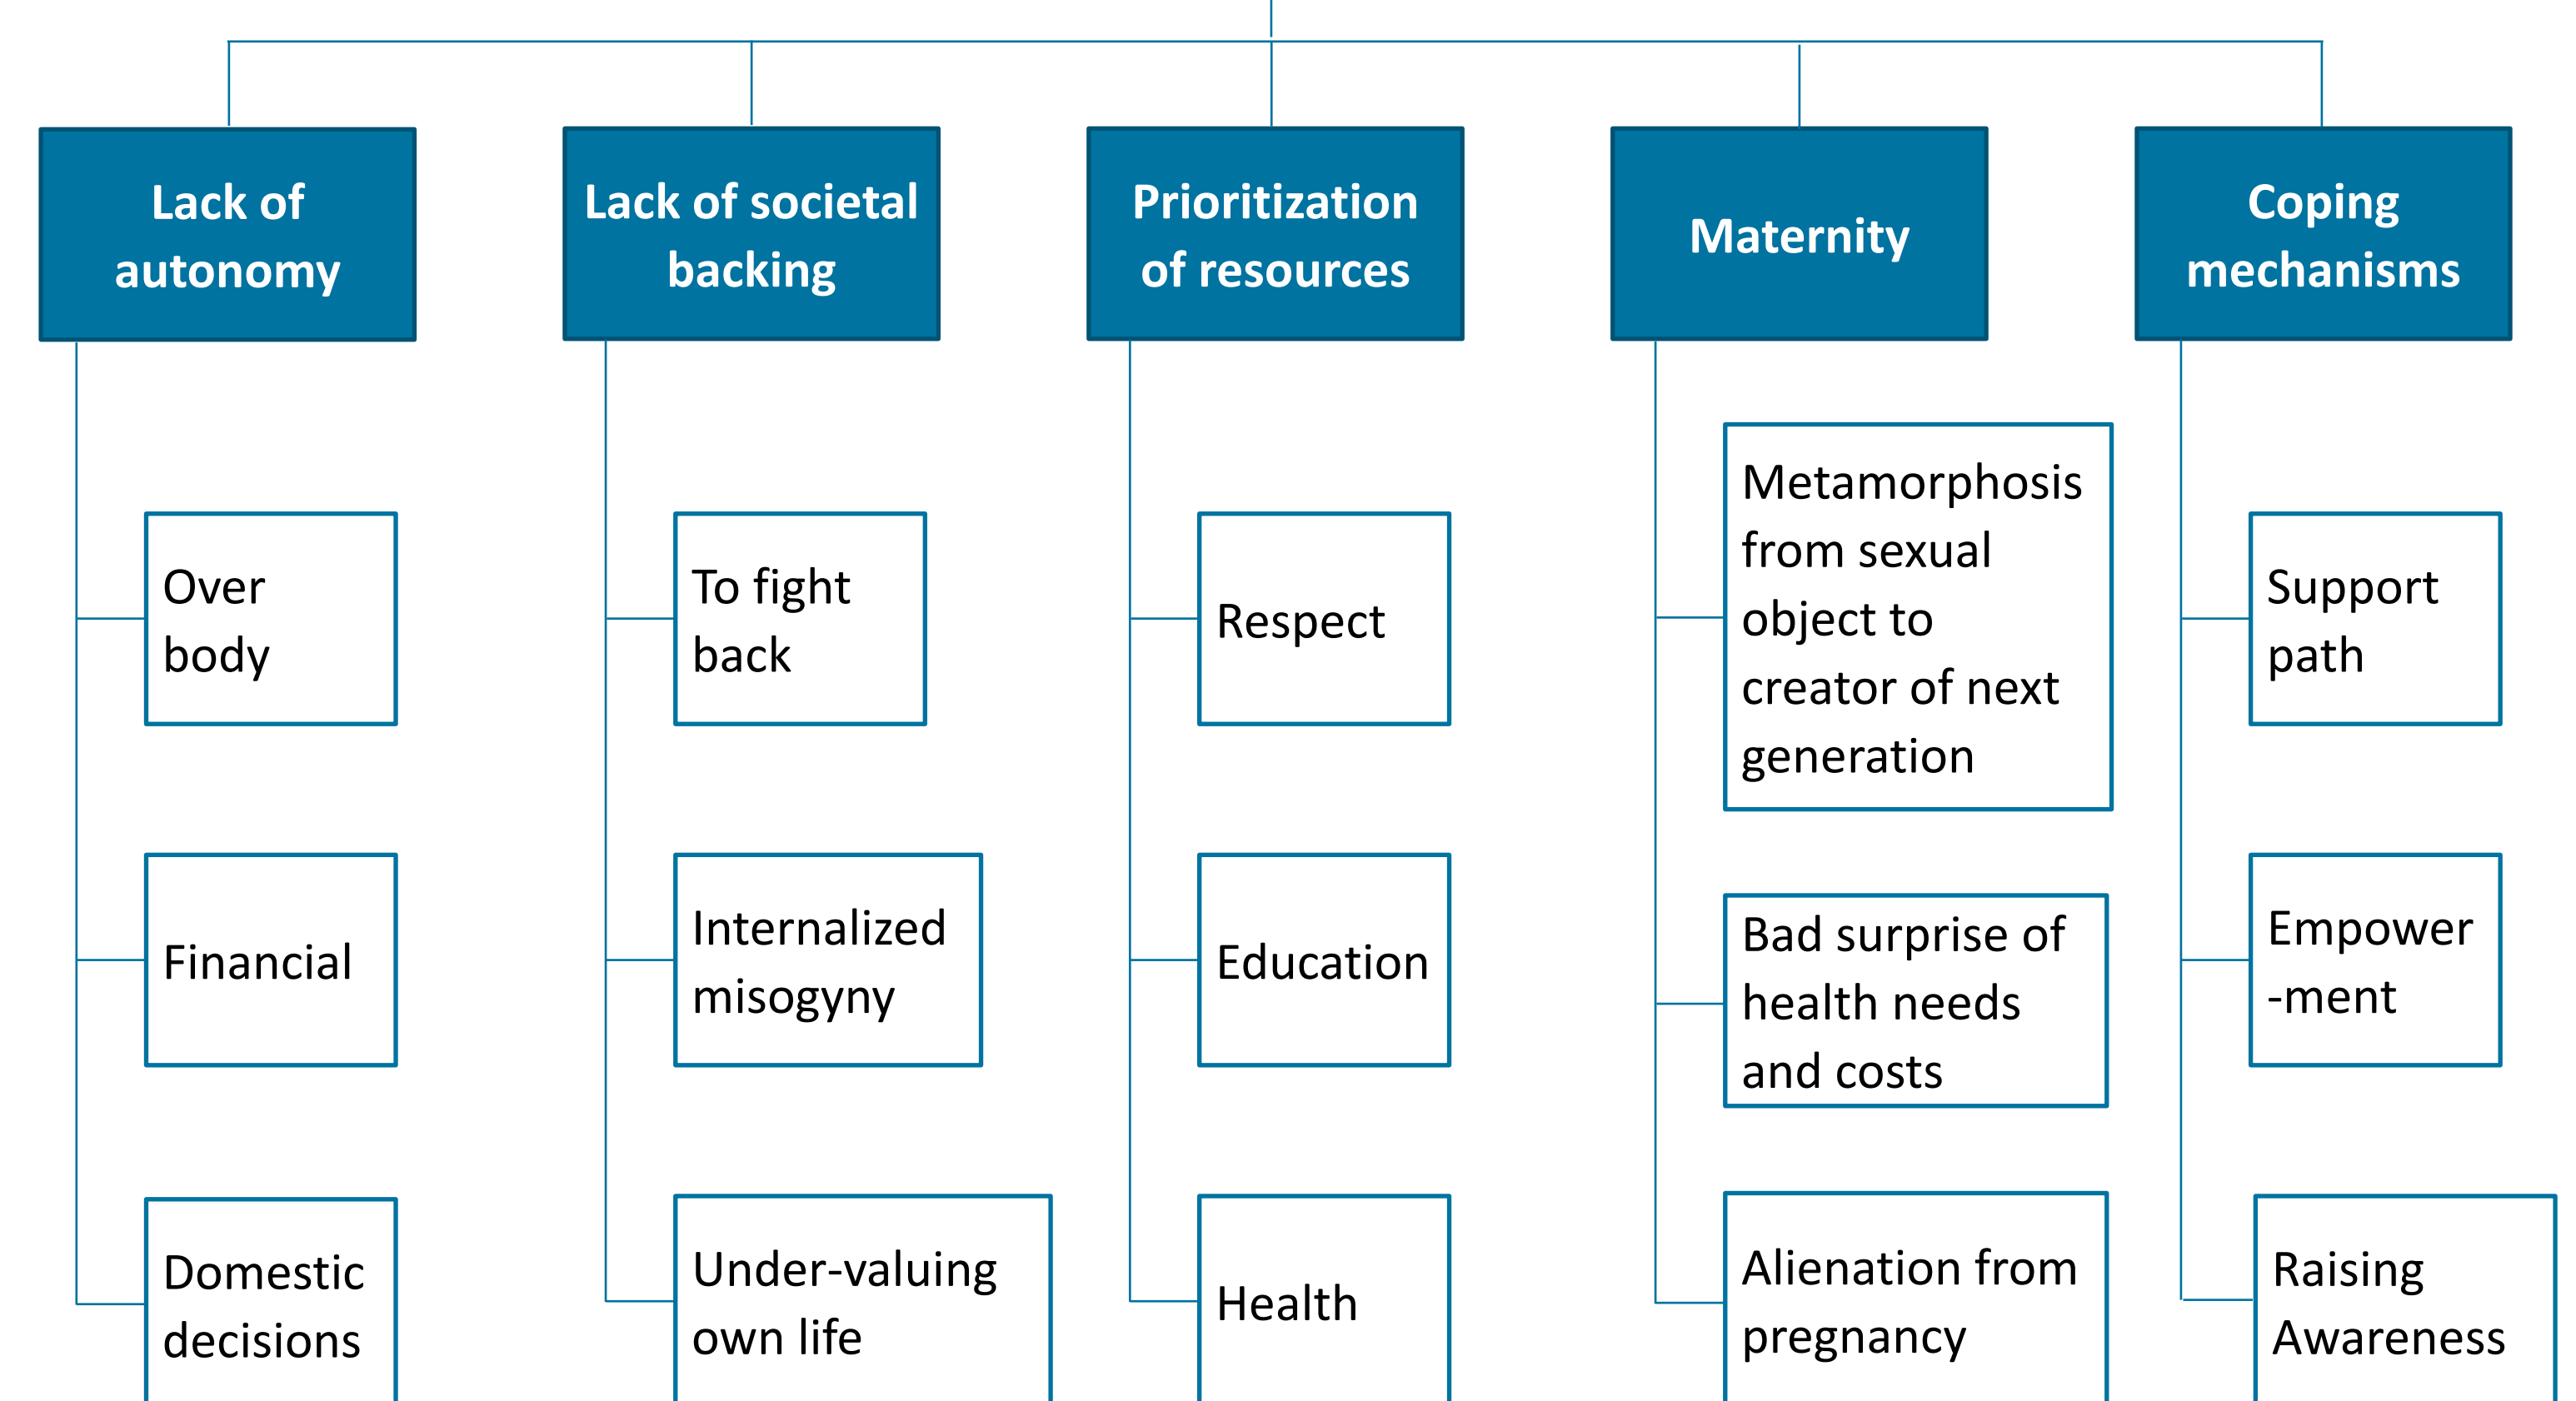 Lack of
autonomy
Over
body
Financial
Domestic
decisions
Lack of societal
backing
To fight
back
Internalized
misogyny
Under-valuing
own life
Prioritization
of resources
Respect
Education
Health
Maternity
Metamorphosis
from sexual
object to
creator of next
generation
Bad surprise of
health needs
and costs
Alienation from
pregnancy
Coping
mechanisms
Support
path
Empower
-ment
Raising
Awareness